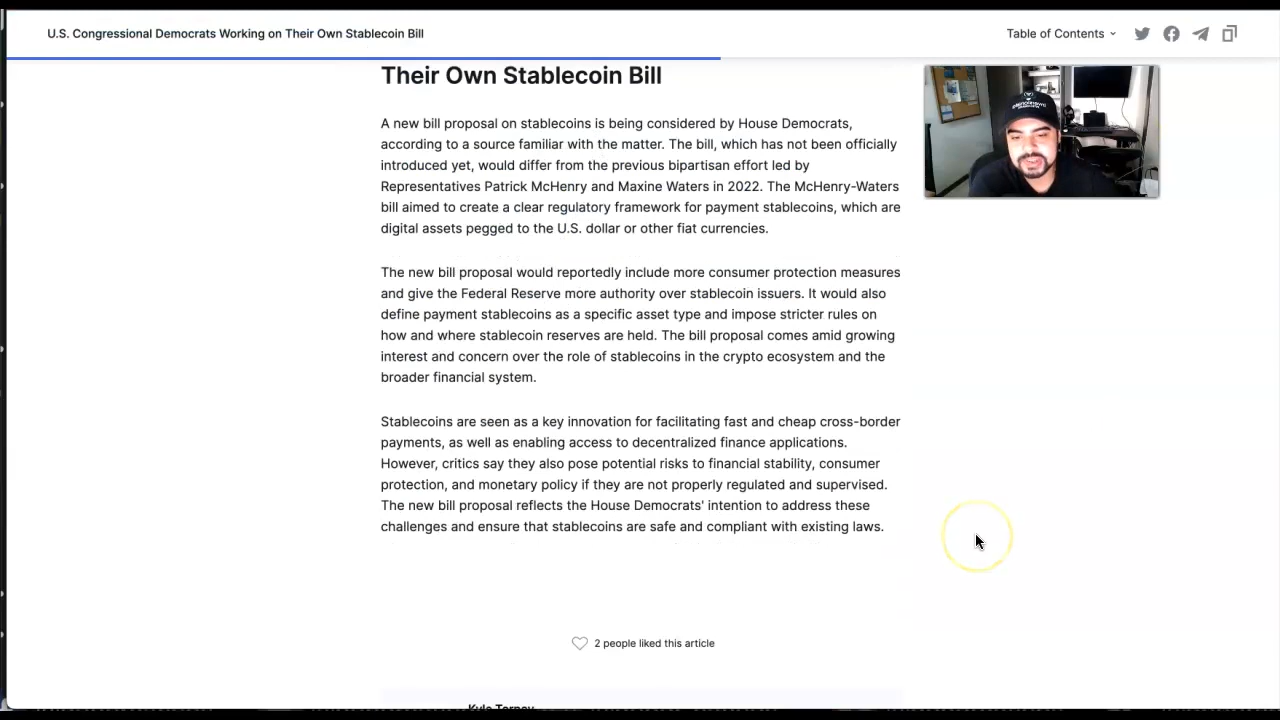 U.S. Congressional Democrats Working on Their Own Stablecoin Bill
Table of Contents
Their Own Stablecoin Bill
A new bill proposal on stablecoins is being considered by House Democrats,
according to a source familiar with the matter. The bill, which has not been officially
introduced yet, would differ from the previous bipartisan effort led by
Representatives Patrick McHenry and Maxine Waters in 2022. The McHenry-Waters
bill aimed to create a clear regulatory framework for payment stablecoins, which are
digital assets pegged to the U.S. dollar or other fiat currencies.
The new bill proposal would reportedly include more consumer protection measures
and give the Federal Reserve more authority over stablecoin issuers. It would also
define payment stablecoins as a specific asset type and impose stricter rules on
how and where stablecoin reserves are held. The bill proposal comes amid growing
interest and concern over the role of stablecoins in the crypto ecosystem and the
broader financial system.
Stablecoins are seen as a key innovation for facilitating fast and cheap cross-border
payments, as well as enabling access to decentralized finance applications.
However, critics say they also pose potential risks to financial stability, consumer
protection, and monetary policy if they are not properly regulated and supervised.
The new bill proposal reflects the House Democrats' intention to address these
challenges and ensure that stablecoins are safe and compliant with existing laws.
2 people liked this article